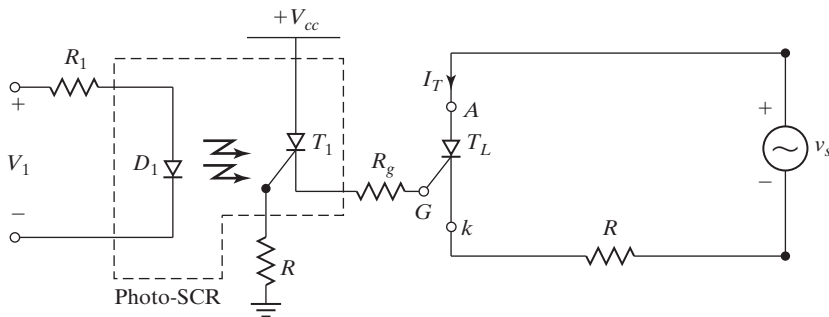 +V_cc
R_1
I_T
+
A
+
V_1
D_1
T_1
R_g
T_L
v_s
−
G
−
k
R
R
Photo-SCR